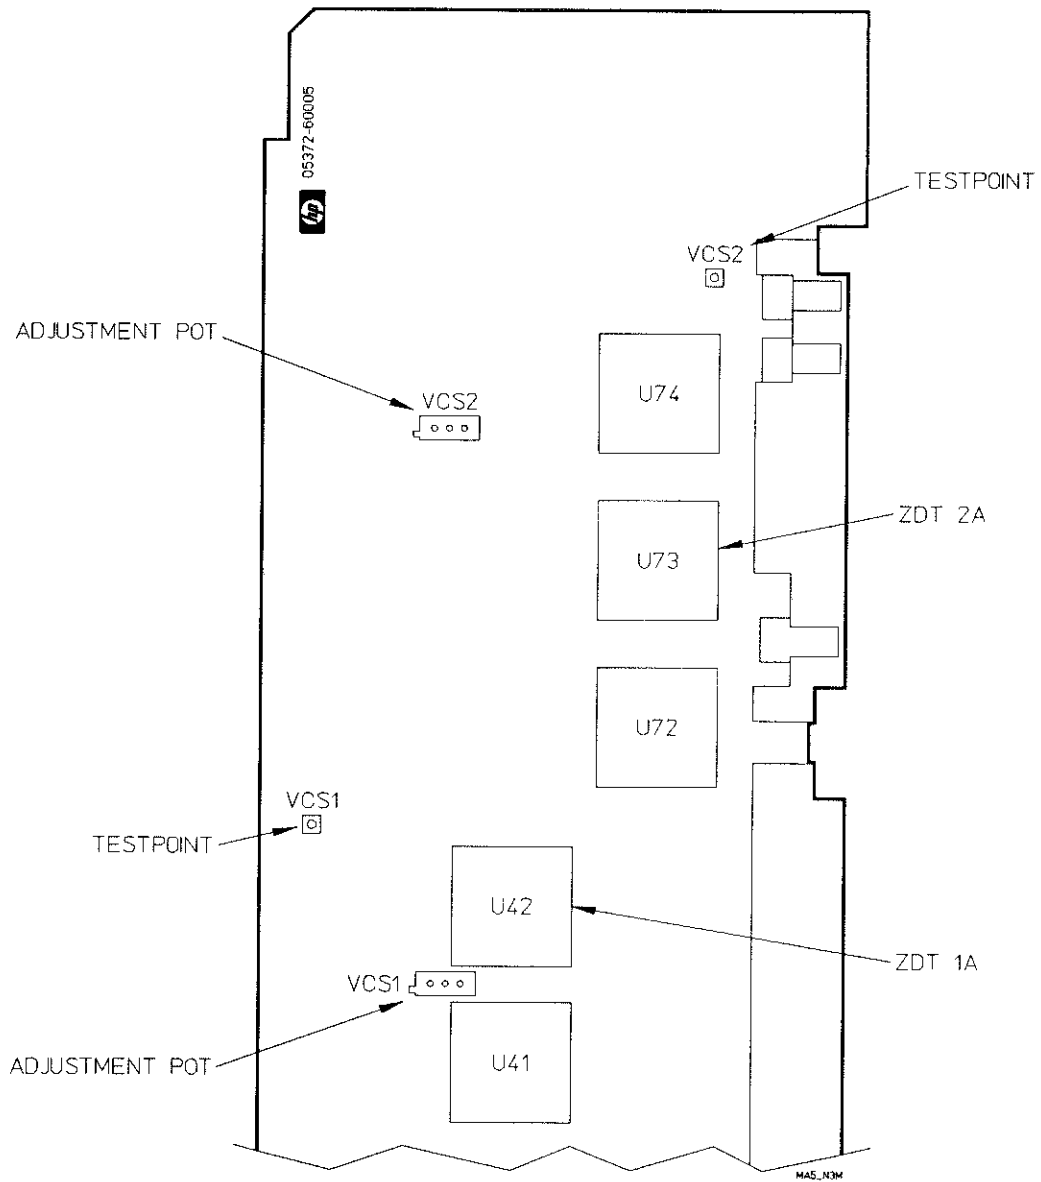 05372-60005
hp
TESTPOINT
VCS2
ADJUSTMENT POT
VCS2
U74
ZDT 2A
U73
U72
VCS1
TESTPOINT
U42
ZDT 1A
VCS1
ADJUSTMENT POT
U41
MA5_N3M